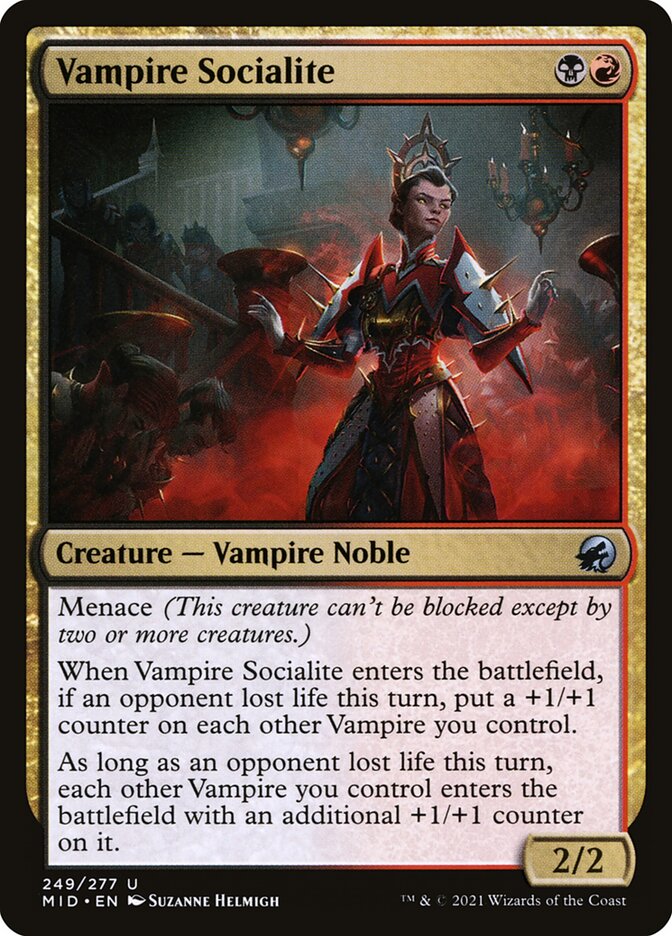 Vampire Socialite
Creature — Vampire Noble
Menace (This creature can't be blocked except by
two or more creatures.)
When Vampire Socialite enters the battlefield,
if an opponent lost life this turn, put a +1/+1
counter on each other Vampire you control.
As long as an opponent lost life this turn,
each other Vampire you control enters the
battlefield with an additional +1/+1 counter
on it.
2/2
249/277 U
MID • EN Suzanne Helmigh
™ & © 2021 Wizards of the Coast